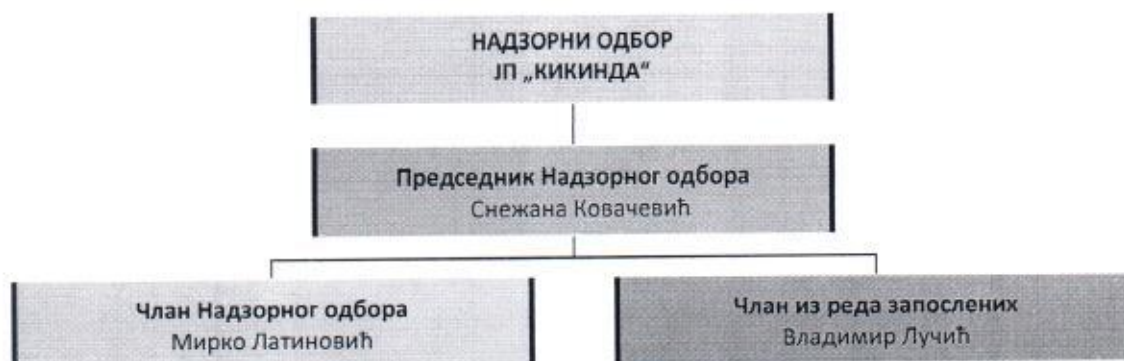 НАДЗОРНИ ОДБОР
ЈП „КИКИНДА“
Председник Надзорног одбора
Снежана Ковачевић
Члан Надзорног одбора
Мирко Латиновић
Члан из реда запослених
Владимир Лучић